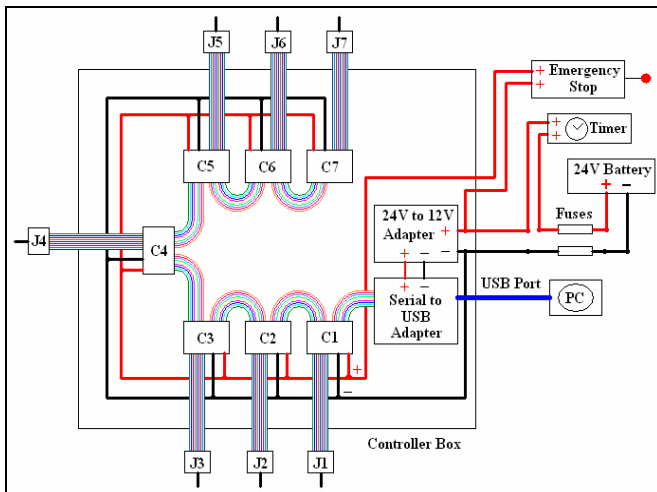 J5
J6
J7
+
+
Emergency
Stop
+
+
Timer
24V Battery
+ −
Fuses
C5
C6
C7
J4
C4
24V to 12V
Adapter
+
−
+ −
Serial to
USB
Adapter
USB Port
PC
C3
C2
C1
+
−
Controller Box
J3
J2
J1